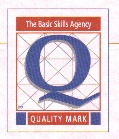 The Basic Skills Agency
Q
QUALITY MARK